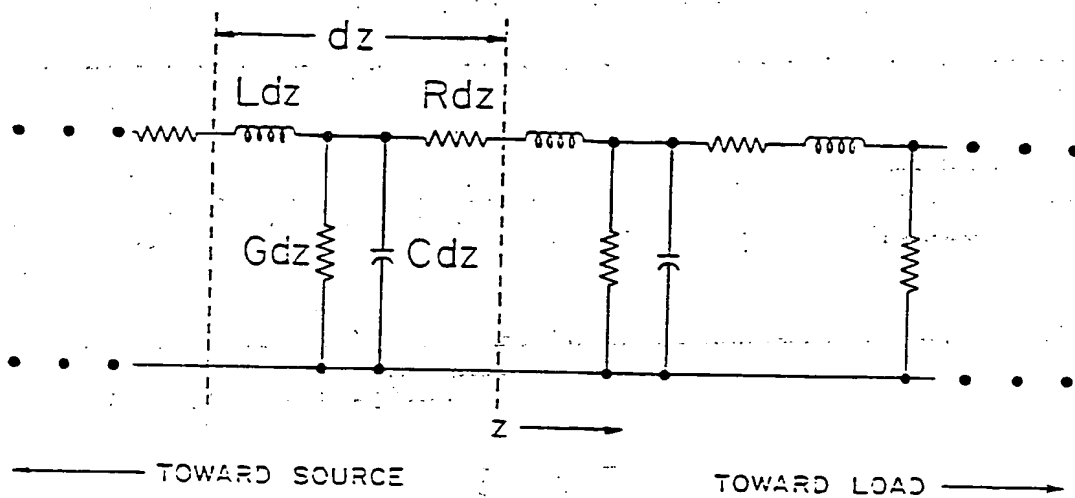 dz
Ldz Rdz
Gdz Cdz
z
TOWARD SOURCE TOWARD LOAD